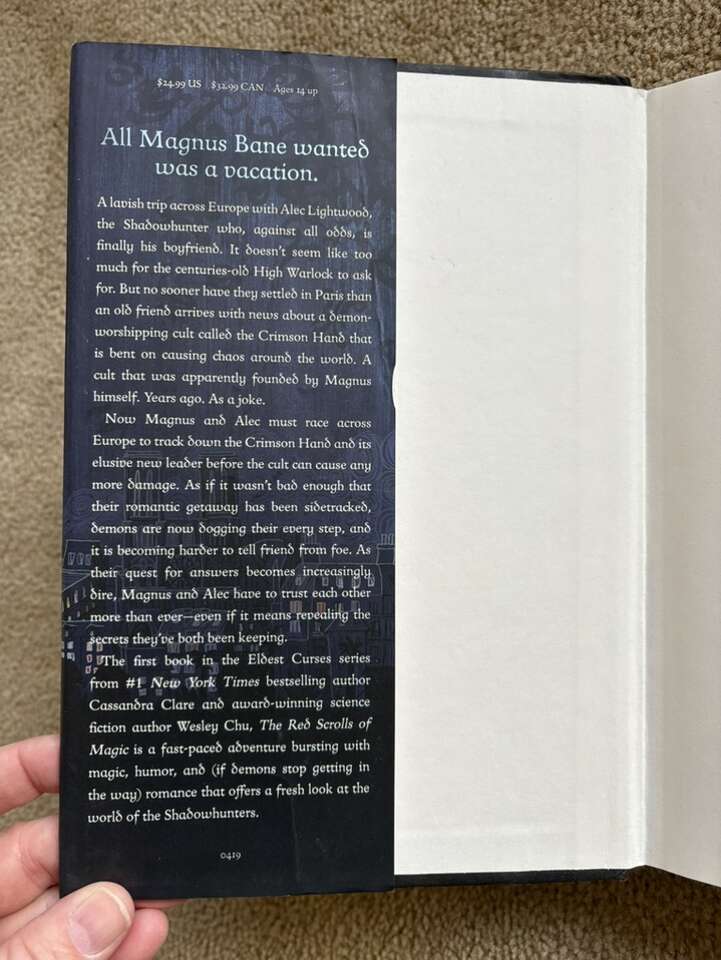 $24.99 US $32.99 CAN Ages 14 up
All Magnus Bane wanted
was a vacation.
A lavish trip across Europe with Alec Lightwood,
the Shadowhunter who, against all odds, is
finally his boyfriend. It doesn't seem like too
much for the centuries-old High Warlock to ask
for. But no sooner have they settled in Paris than
an old friend arrives with news about a demon-
worshipping cult called the Crimson Hand that
is bent on causing chaos around the world. A
cult that was apparently founded by Magnus
himself. Years ago. As a joke.
Now Magnus and Alec must race across
Europe to track down the Crimson Hand and its
elusive new leader before the cult can cause any
more damage. As if it wasn't bad enough that
their romantic getaway has been sidetracked,
demons are now dogging their every step, and
it is becoming harder to tell friend from foe. As
their quest for answers becomes increasingly
dire, Magnus and Alec have to trust each other
more than ever—even if it means revealing the
secrets they've both been keeping.
The first book in the Eldest Curses series
from #1 New York Times bestselling author
Cassandra Clare and award-winning science
fiction author Wesley Chu, The Red Scrolls of
Magic is a fast-paced adventure bursting with
magic, humor, and (if demons stop getting in
the way) romance that offers a fresh look at the
world of the Shadowhunters.
0419